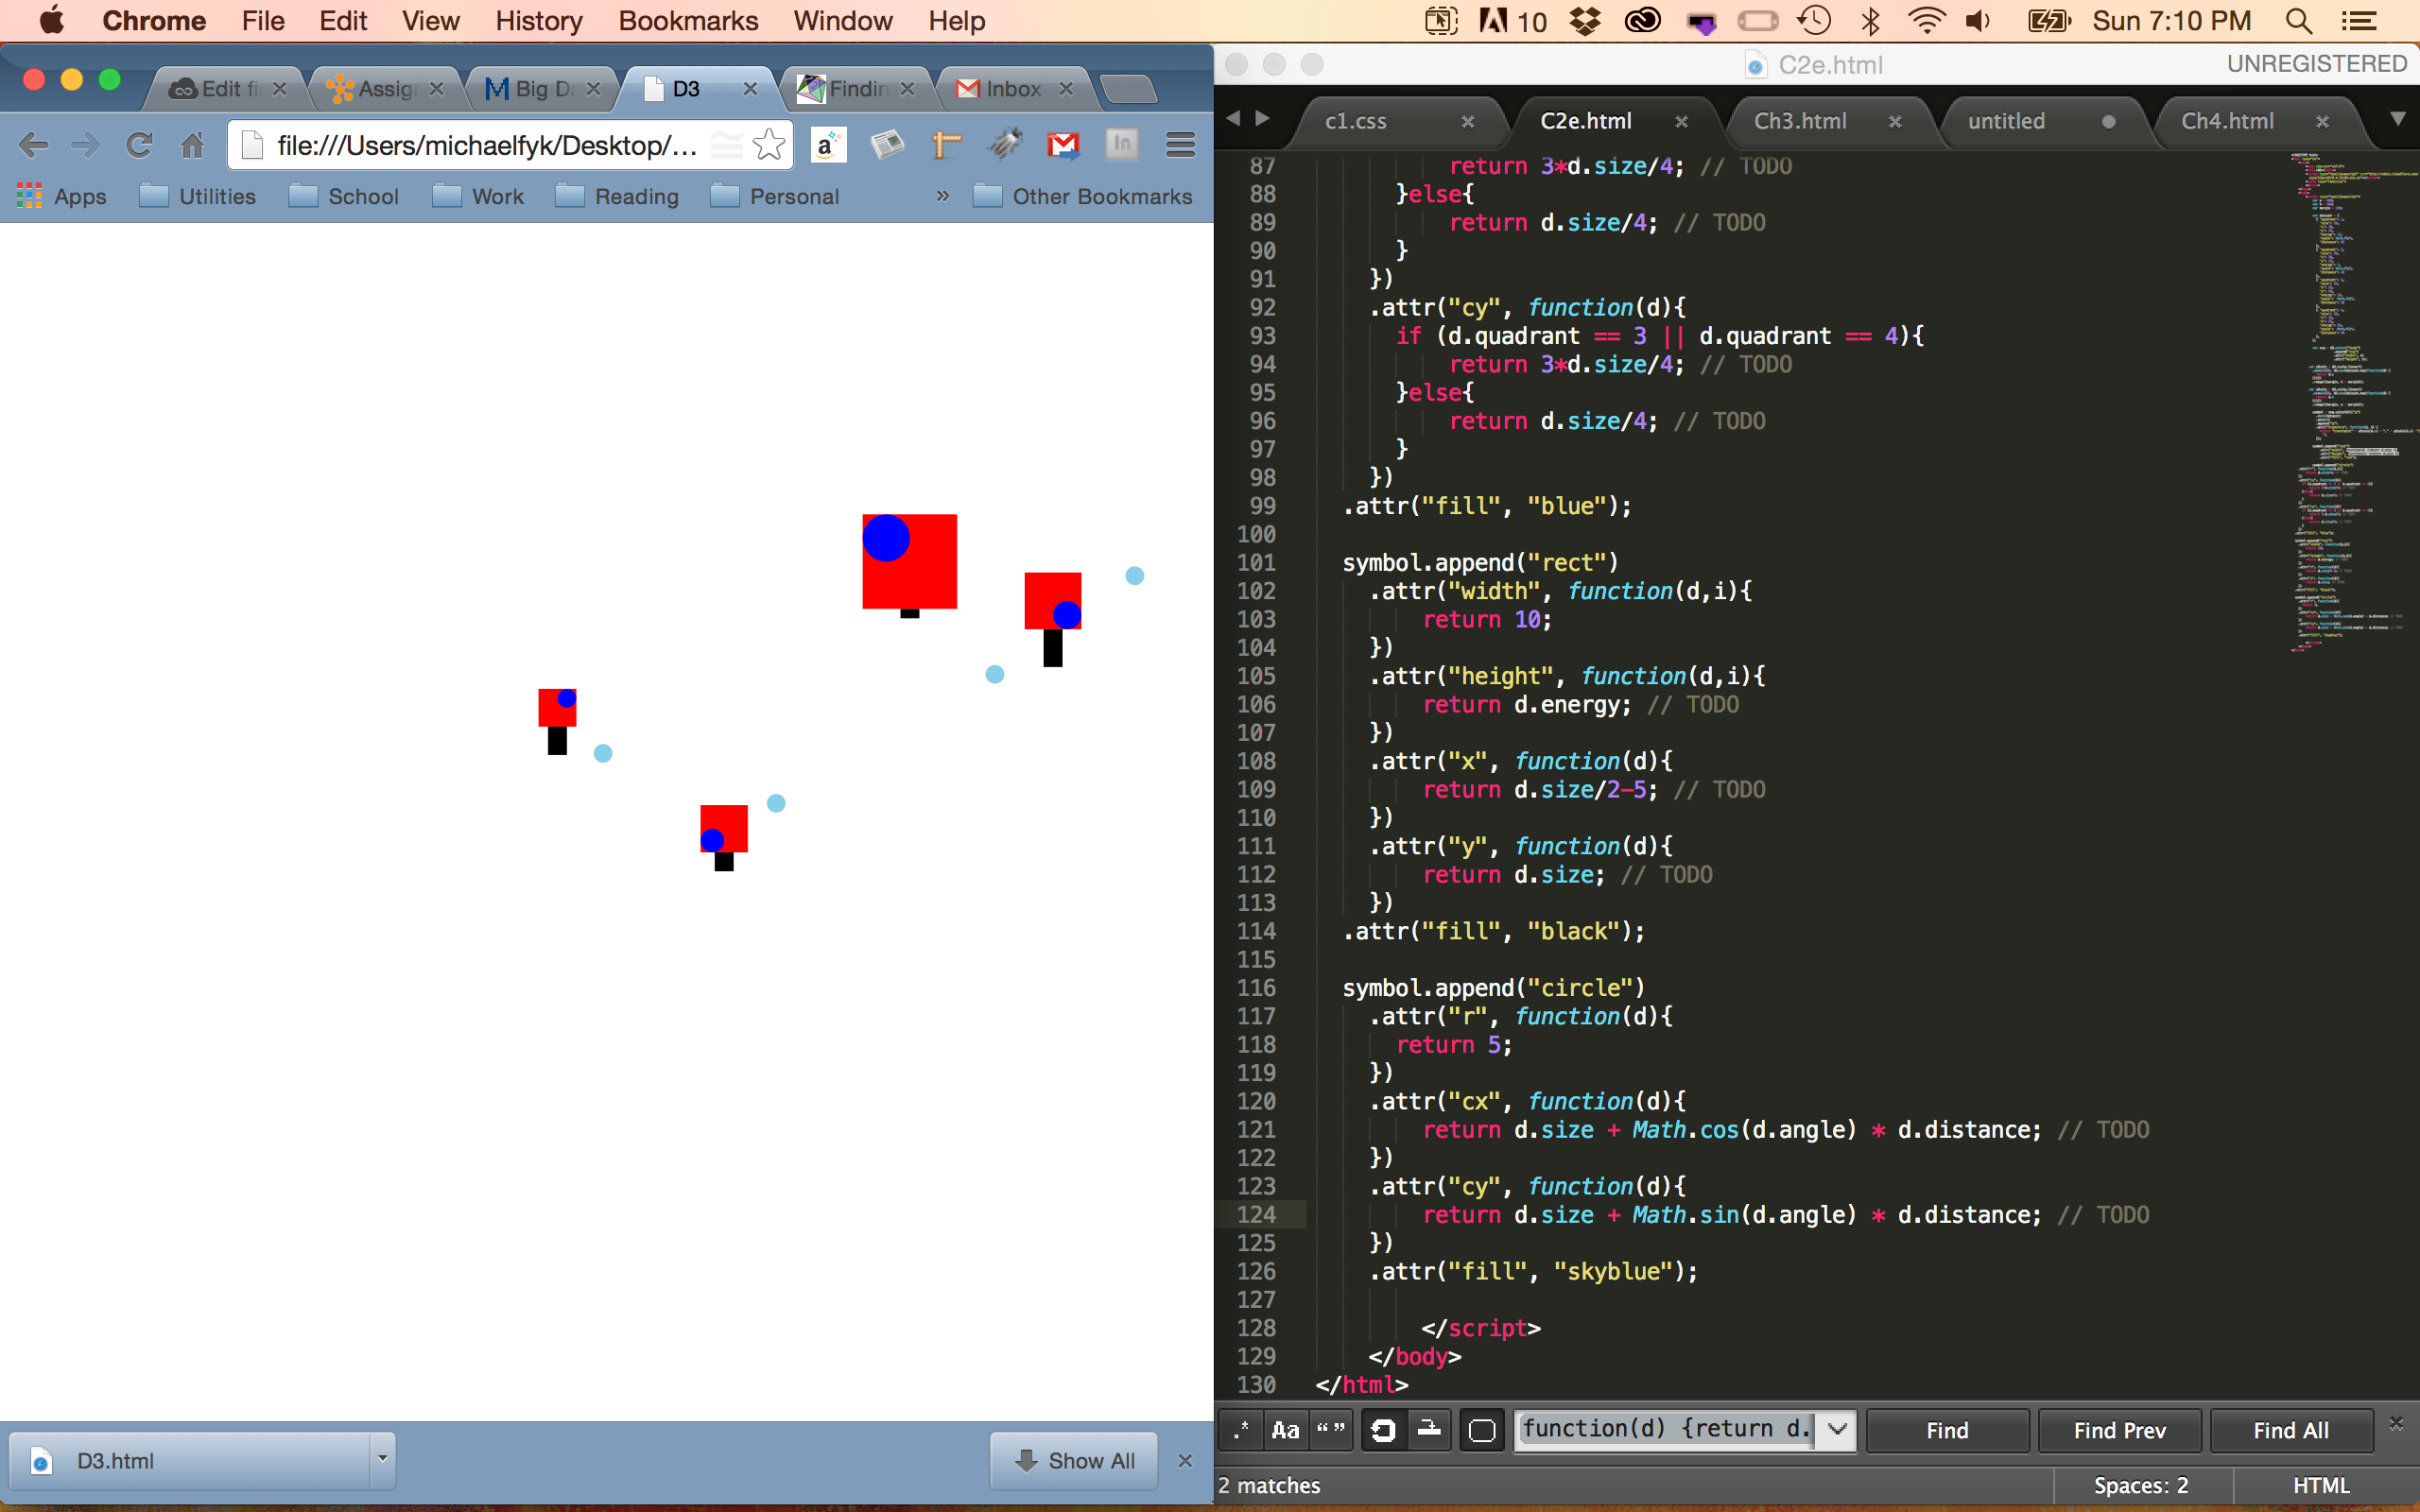 Chrome File Edit View History Bookmarks Window Help 10 Sun 7:10 PM
C2e.html UNREGISTERED
Edit fi Assig Big Da D3 Findin Inbox
c1.css C2e.html Ch3.html untitled Ch4.html
file:///Users/michaelfyk/Desktop/...
Apps Utilities School Work Reading Personal » Other Bookmarks
87 return 3*d.size/4; // TODO
88 }else{
89 return d.size/4; // TODO
90 }
91 })
92 .attr("cy", function(d){
93 if (d.quadrant == 3 || d.quadrant == 4){
94 return 3*d.size/4; // TODO
95 }else{
96 return d.size/4; // TODO
97 }
98 })
99 .attr("fill", "blue");
100
101 symbol.append("rect")
102 .attr("width", function(d,i){
103 return 10;
104 })
105 .attr("height", function(d,i){
106 return d.energy; // TODO
107 })
108 .attr("x", function(d){
109 return d.size/2-5; // TODO
110 })
111 .attr("y", function(d){
112 return d.size; // TODO
113 })
114 .attr("fill", "black");
115
116 symbol.append("circle")
117 .attr("r", function(d){
118 return 5;
119 })
120 .attr("cx", function(d){
121 return d.size + Math.cos(d.angle) * d.distance; // TODO
122 })
123 .attr("cy", function(d){
124 return d.size + Math.sin(d.angle) * d.distance; // TODO
125 })
126 .attr("fill", "skyblue");
127
128 </script>
129 </body>
130 </html>
.* Aa “” function(d) {return d. Find Find Prev Find All
D3.html Show All
2 matches Spaces: 2 HTML